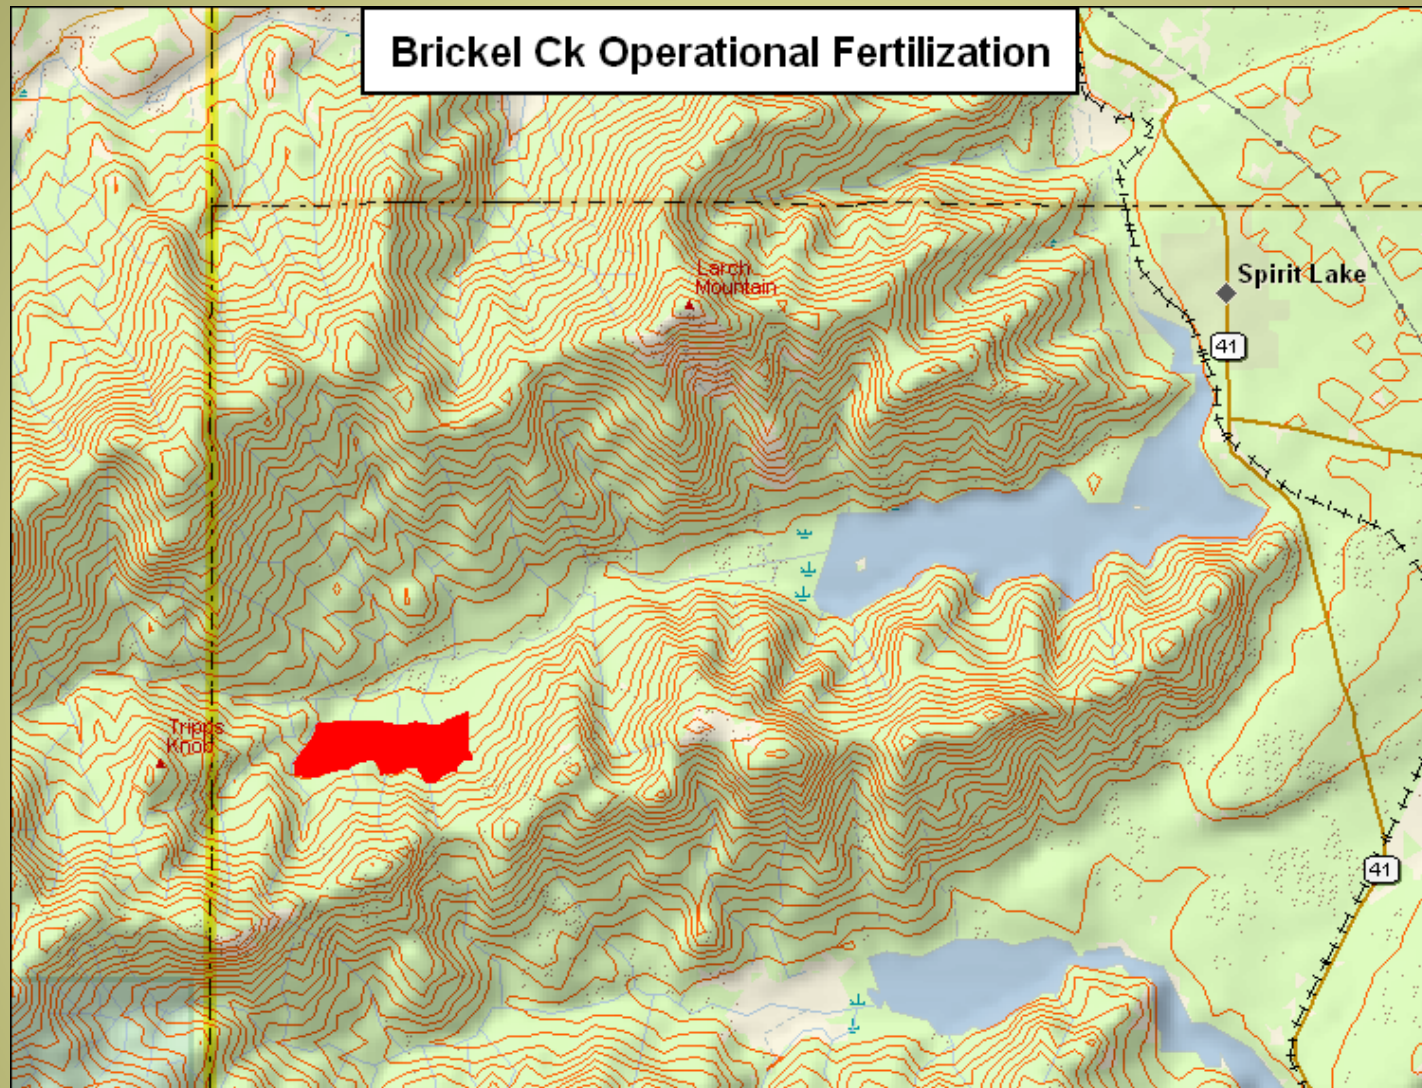 Brickel Ck Operational Fertilization
Larch
Mountain
Spirit Lake
41
Tripps
Knob
41